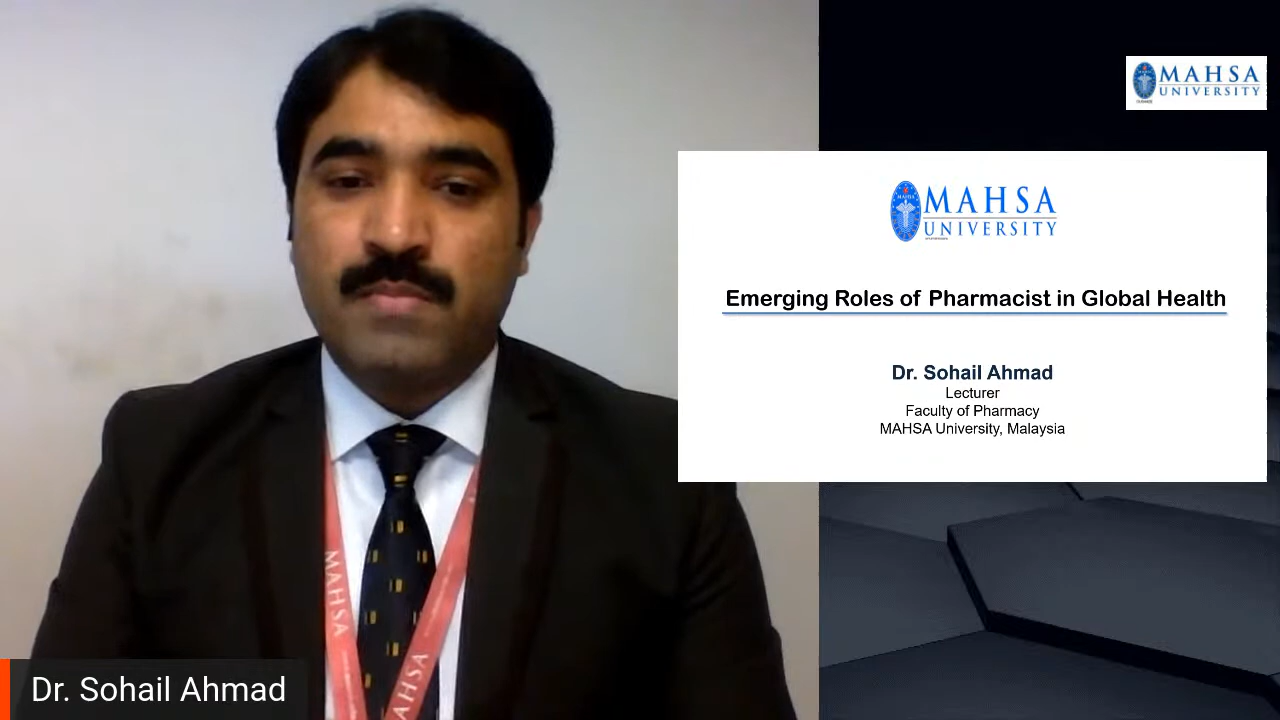 MAHSA
UNIVERSITY
MAHSA
UNIVERSITY
Emerging Roles of Pharmacist in Global Health
Dr. Sohail Ahmad
Lecturer
Faculty of Pharmacy
MAHSA University, Malaysia
MAHSA
MAHSA
Dr. Sohail Ahmad